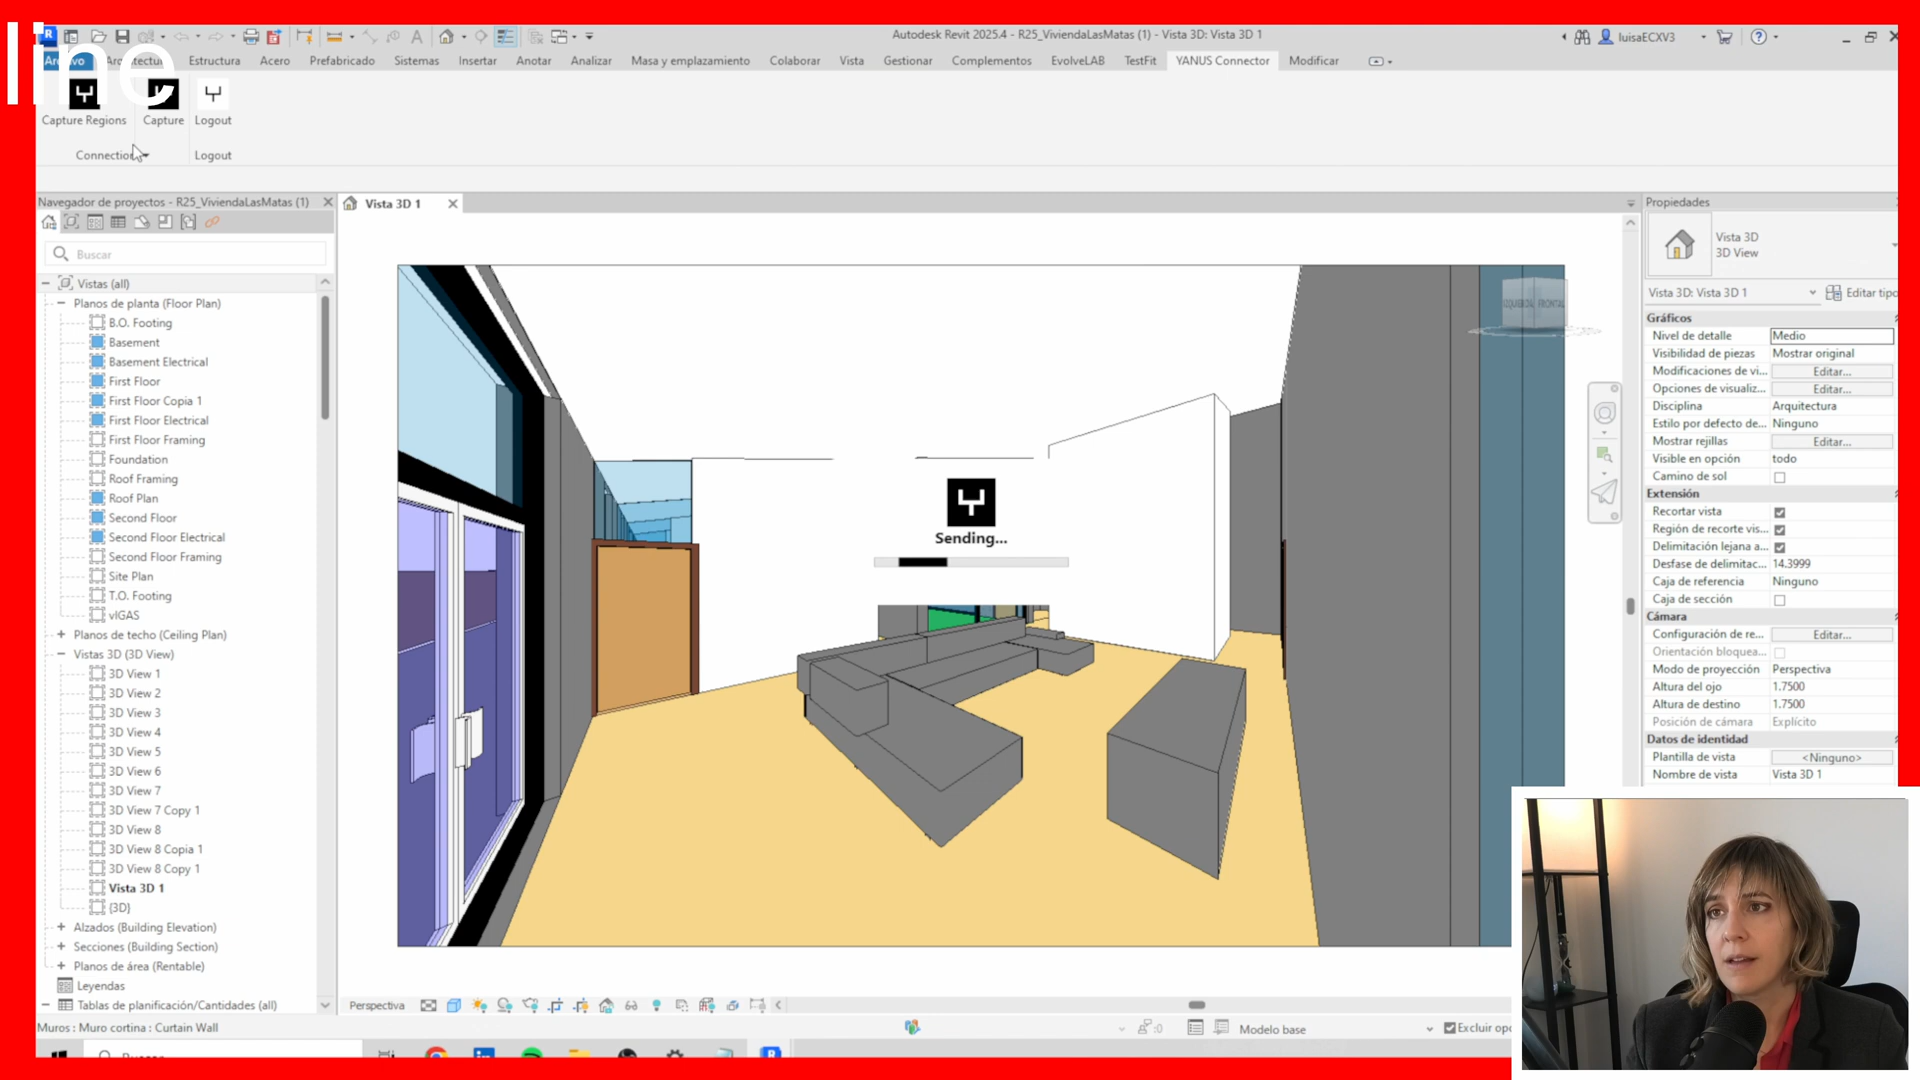 line
Autodesk Revit 2025.4 - R25_ViviendaLasMatas (1) - Vista 3D: Vista 3D 1
luisaECXV3
Estructura Acero Prefabricado Sistemas Insertar Anotar Analizar Masa y emplazamiento Colaborar Vista Gestionar Complementos EvolveLAB TestFit YANUS Connector Modificar
Capture Regions Capture Logout
Connection Logout
Navegador de proyectos - R25_ViviendaLasMatas (1)
Vista 3D 1
Propiedades
Buscar
Vista 3D
3D View
Vistas (all)
Planos de planta (Floor Plan)
B.O. Footing
Basement
Basement Electrical
First Floor
First Floor Copia 1
First Floor Electrical
First Floor Framing
Foundation
Roof Framing
Roof Plan
Second Floor
Second Floor Electrical
Second Floor Framing
Site Plan
T.O. Footing
Planos de techo (Ceiling Plan)
Vistas 3D (3D View)
3D View 1
3D View 2
3D View 3
3D View 4
3D View 5
3D View 6
3D View 7
3D View 7 Copy 1
3D View 8
3D View 8 Copia 1
3D View 8 Copy 1
Vista 3D 1
{3D}
Alzados (Building Elevation)
Secciones (Building Section)
Planos de área (Rentable)
Leyendas
Tablas de planificación/Cantidades (all)
Sending...
FRONTAL
Vista 3D: Vista 3D 1
Editar tipo
Gráficos
Nivel de detalle Medio
Visibilidad de piezas Mostrar original
Modificaciones de vi... Editar...
Opciones de visualiz... Editar...
Disciplina Arquitectura
Estilo por defecto de... Ninguno
Mostrar rejillas Editar...
Visible en opción todo
Camino de sol
Extensión
Recortar vista
Región de recorte vis...
Delimitación lejana a...
Desfase de delimitac... 14.3999
Caja de referencia Ninguno
Caja de sección
Cámara
Configuración de re... Editar...
Orientación bloquea...
Modo de proyección Perspectiva
Altura del ojo 1.7500
Altura de destino 1.7500
Posición de cámara Explícito
Datos de identidad
Plantilla de vista <Ninguno>
Nombre de vista Vista 3D 1
Perspectiva
Muros : Muro cortina : Curtain Wall
:0
Modelo base
Excluir opc